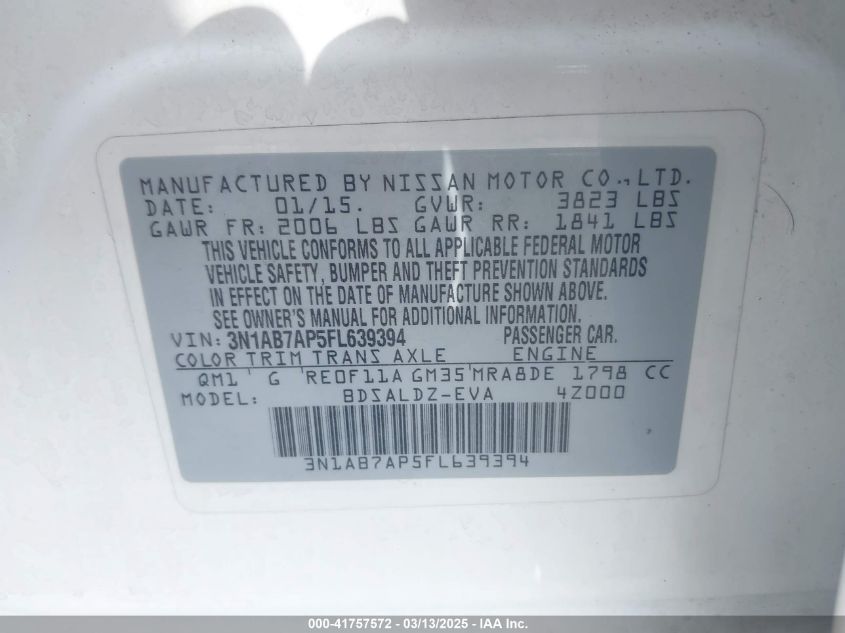 MANUFACTURED BY NISSAN MOTOR CO., LTD.
DATE: 01/15. GVWR: 3823 LBS
GAWR FR: 2006 LBS GAWR RR: 1841 LBS
THIS VEHICLE CONFORMS TO ALL APPLICABLE FEDERAL MOTOR
VEHICLE SAFETY, BUMPER AND THEFT PREVENTION STANDARDS
IN EFFECT ON THE DATE OF MANUFACTURE SHOWN ABOVE.
SEE OWNER'S MANUAL FOR ADDITIONAL INFORMATION.
VIN: 3N1AB7AP5FL639394 PASSENGER CAR.
COLOR TRIM TRANS AXLE ENGINE
QM1 ' G 'RE0F11A GM35'MRA8DE 1798 CC
MODEL: BDSALDZ-EVA 4Z000
3N1AB7AP5FL639394
000-41757572 — 03/13/2025 - IAA Inc.